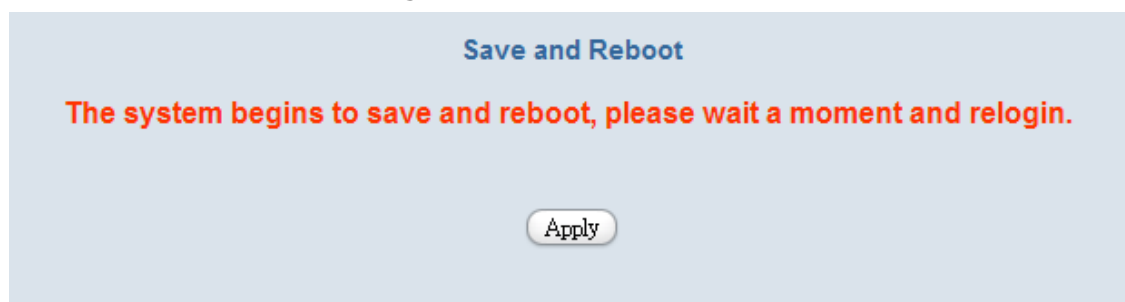 Save and Reboot
The system begins to save and reboot, please wait a moment and relogin.
Apply